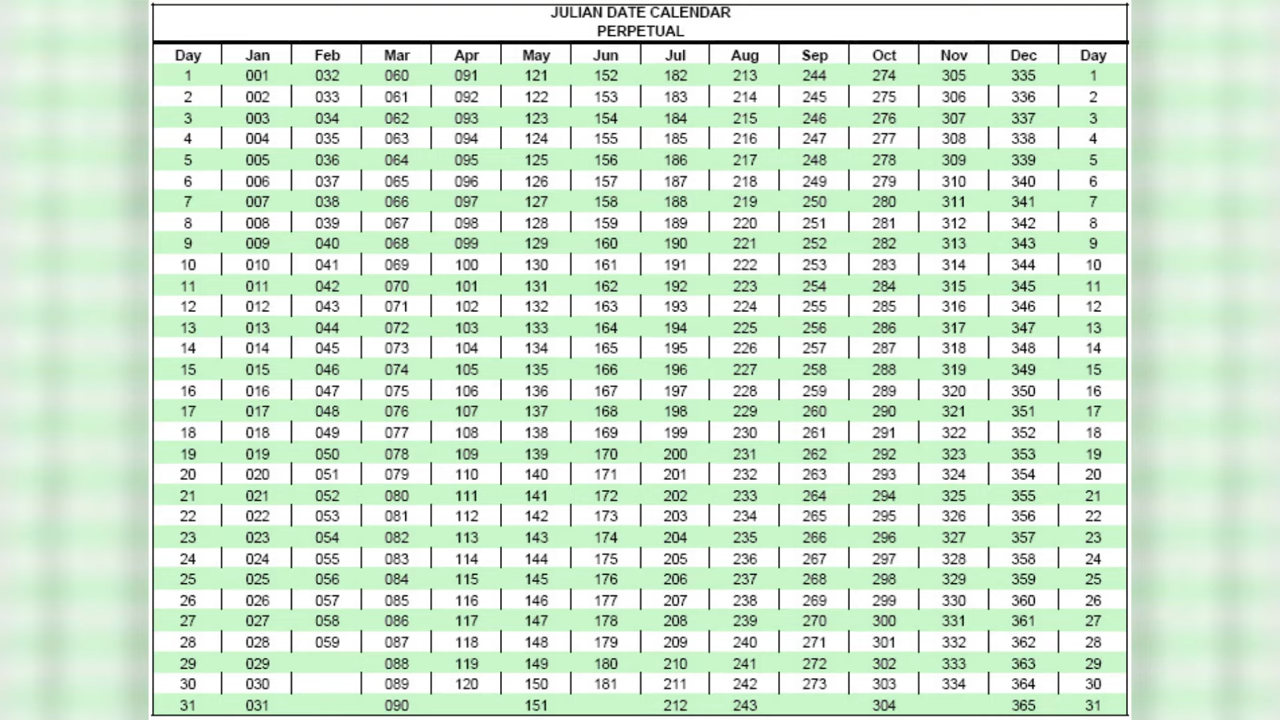 JULIAN DATE CALENDAR
PERPETUAL
Day Jan Feb Mar Apr May Jun Jul Aug Sep Oct Nov Dec Day
1 001 032 060 091 121 152 182 213 244 274 305 335 1
2 002 033 061 092 122 153 183 214 245 275 306 336 2
3 003 034 062 093 123 154 184 215 246 276 307 337 3
4 004 035 063 094 124 155 185 216 247 277 308 338 4
5 005 036 064 095 125 156 186 217 248 278 309 339 5
6 006 037 065 096 126 157 187 218 249 279 310 340 6
7 007 038 066 097 127 158 188 219 250 280 311 341 7
8 008 039 067 098 128 159 189 220 251 281 312 342 8
9 009 040 068 099 129 160 190 221 252 282 313 343 9
10 010 041 069 100 130 161 191 222 253 283 314 344 10
11 011 042 070 101 131 162 192 223 254 284 315 345 11
12 012 043 071 102 132 163 193 224 255 285 316 346 12
13 013 044 072 103 133 164 194 225 256 286 317 347 13
14 014 045 073 104 134 165 195 226 257 287 318 348 14
15 015 046 074 105 135 166 196 227 258 288 319 349 15
16 016 047 075 106 136 167 197 228 259 289 320 350 16
17 017 048 076 107 137 168 198 229 260 290 321 351 17
18 018 049 077 108 138 169 199 230 261 291 322 352 18
19 019 050 078 109 139 170 200 231 262 292 323 353 19
20 020 051 079 110 140 171 201 232 263 293 324 354 20
21 021 052 080 111 141 172 202 233 264 294 325 355 21
22 022 053 081 112 142 173 203 234 265 295 326 356 22
23 023 054 082 113 143 174 204 235 266 296 327 357 23
24 024 055 083 114 144 175 205 236 267 297 328 358 24
25 025 056 084 115 145 176 206 237 268 298 329 359 25
26 026 057 085 116 146 177 207 238 269 299 330 360 26
27 027 058 086 117 147 178 208 239 270 300 331 361 27
28 028 059 087 118 148 179 209 240 271 301 332 362 28
29 029 088 119 149 180 210 241 272 302 333 363 29
30 030 089 120 150 181 211 242 273 303 334 364 30
31 031 090 151 212 243 304 365 31